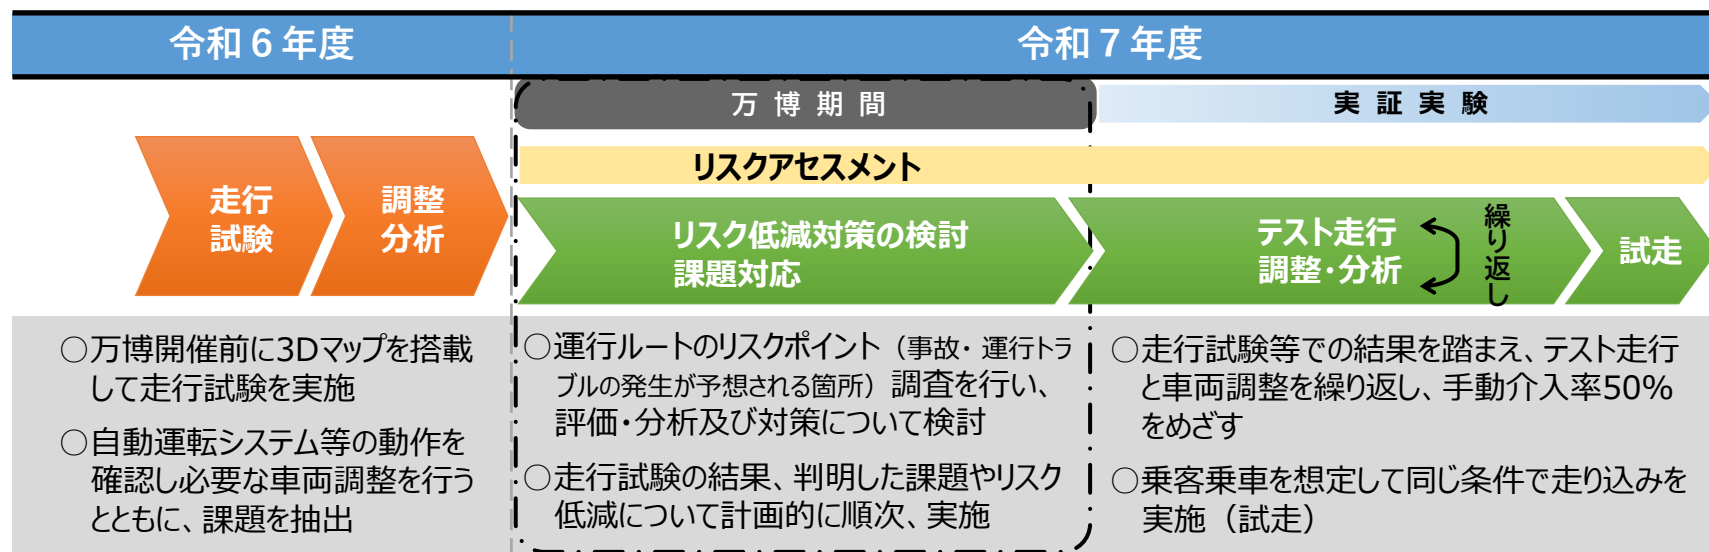 令和６年度
令和７年度
万博期間
実証実験
リスクアセスメント
走行
試験
調整
分析
リスク低減対策の検討
課題対応
テスト走行
調整・分析
繰り返し
試走
○万博開催前に3Dマップを搭載
して走行試験を実施
○自動運転システム等の動作を
確認し必要な車両調整を行う
とともに、課題を抽出
○運行ルートのリスクポイント（事故・運行トラ
ブルの発生が予想される箇所）調査を行い、
評価・分析及び対策について検討
○走行試験の結果、判明した課題やリスク
低減について計画的に順次、実施
○走行試験等での結果を踏まえ、テスト走行
と車両調整を繰り返し、手動介入率50%
をめざす
○乗客乗車を想定して同じ条件で走り込みを
実施（試走）